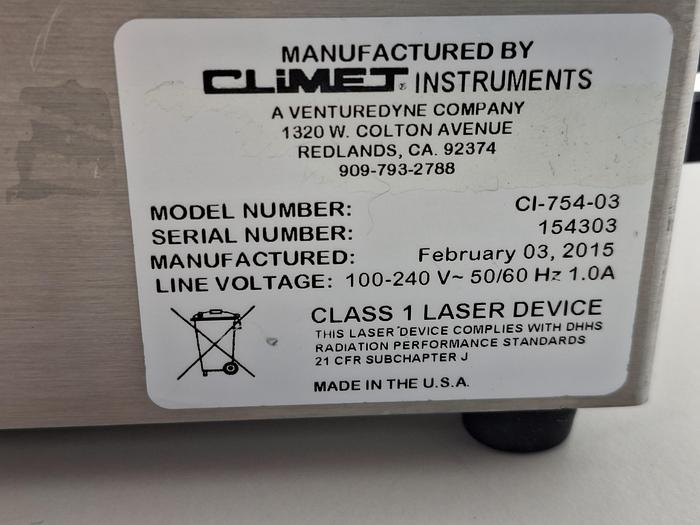 MANUFACTURED BY
CLiMET® INSTRUMENTS
A VENTUREDYNE COMPANY
1320 W. COLTON AVENUE
REDLANDS, CA. 92374
909-793-2788
MODEL NUMBER: CI-754-03
SERIAL NUMBER: 154303
MANUFACTURED: February 03, 2015
LINE VOLTAGE: 100-240 V~ 50/60 Hz 1.0A
CLASS 1 LASER DEVICE
THIS LASER DEVICE COMPLIES WITH DHHS
RADIATION PERFORMANCE STANDARDS
21 CFR SUBCHAPTER J
MADE IN THE U.S.A.